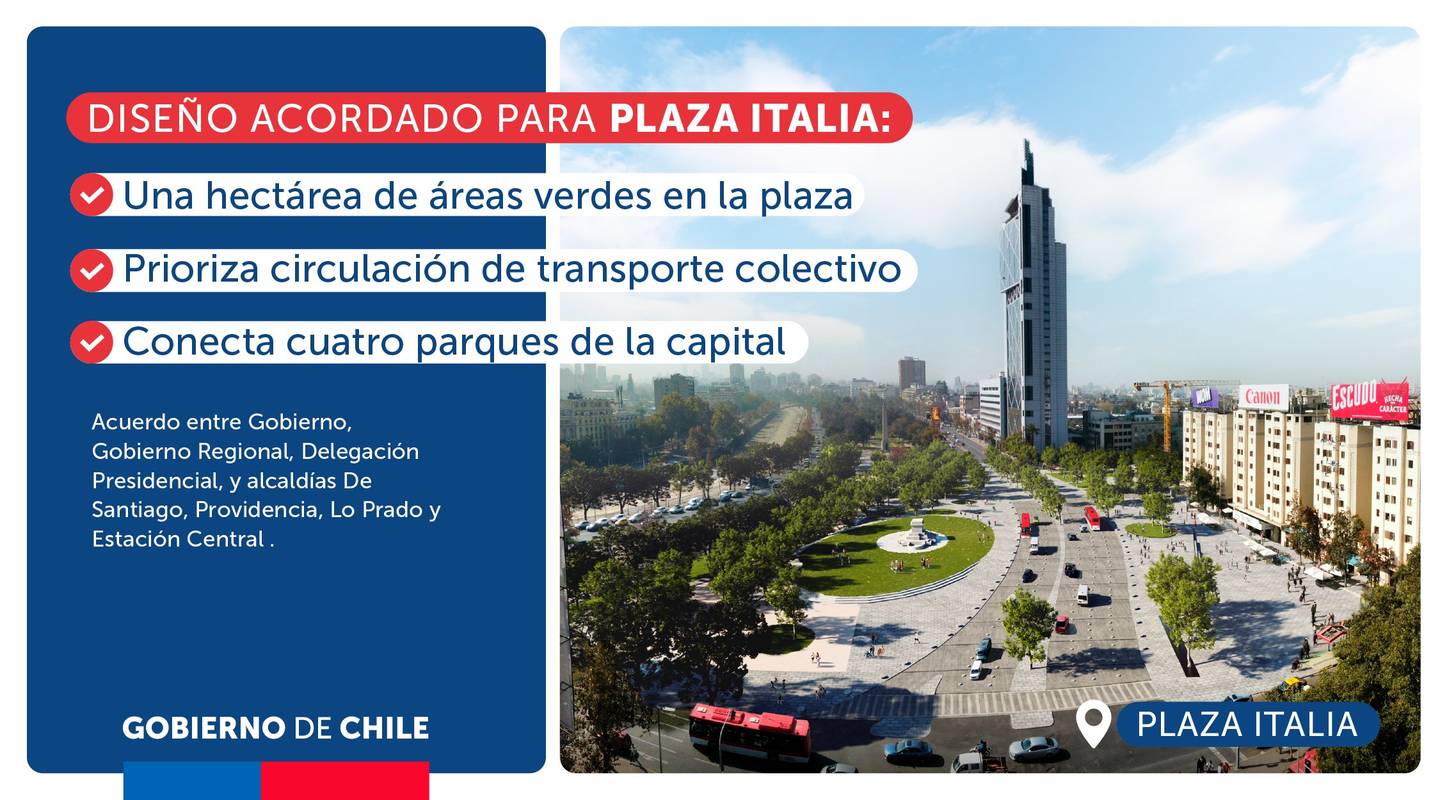 DISEÑO ACORDADO PARA PLAZA ITALIA:
Una hectárea de áreas verdes en la plaza
Prioriza circulación de transporte colectivo
Conecta cuatro parques de la capital
Acuerdo entre Gobierno,
Gobierno Regional, Delegación
Presidencial, y alcaldías De
Santiago, Providencia, Lo Prado y
Estación Central .
GOBIERNO DE CHILE
Canon
ESCUDO
HECHA
CARÁCTER
PLAZA ITALIA